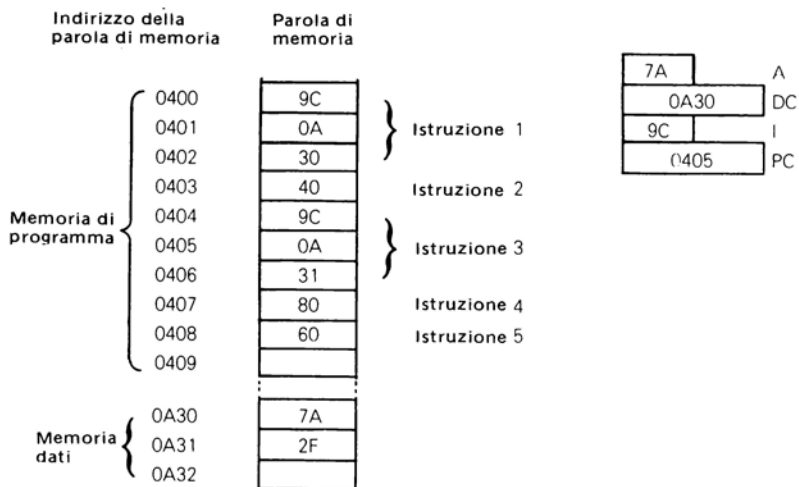 Indirizzo della
parola di memoria
Parola di
memoria
0400 9C
0401 0A
0402 30
Istruzione 1
0403 40 Istruzione 2
0404 9C
0405 0A
0406 31
Istruzione 3
0407 80 Istruzione 4
0408 60 Istruzione 5
0409
Memoria di
programma
0A30 7A
0A31 2F
0A32
Memoria
dati
7A A
0A30 DC
9C I
0405 PC